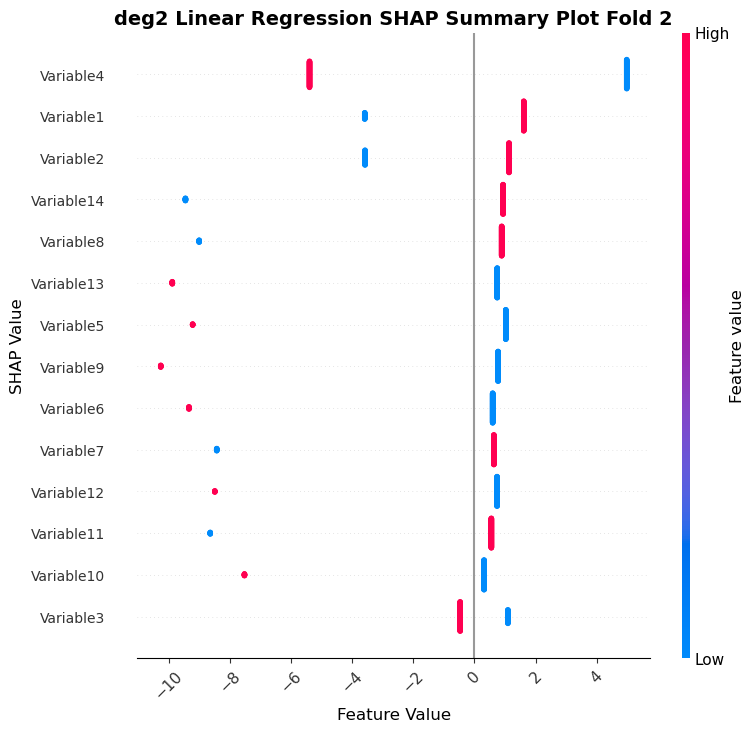 deg2 Linear Regression SHAP Summary Plot Fold 2
High
Variable4
Variable1
Variable2
Variable14
Variable8
Variable13
Variable5
Variable9
Variable6
Variable7
Variable12
Variable11
Variable10
Variable3
SHAP Value
Feature value
Low
−10 −8 −6 −4 −2 0 2 4
Feature Value